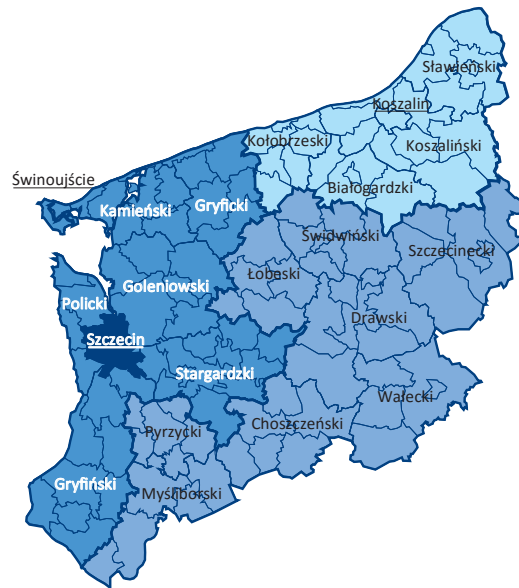 Sławieński
Koszalin
Kołobrzeski
Koszaliński
Świnoujście
Białogardzki
Kamieński
Gryficki
Świdwiński
Szczecinecki
Łobeski
Goleniowski
Policki
Drawski
Szczecin
Stargardzki
Wałecki
Choszczeński
Pyrzycki
Gryfiński
Myśliborski